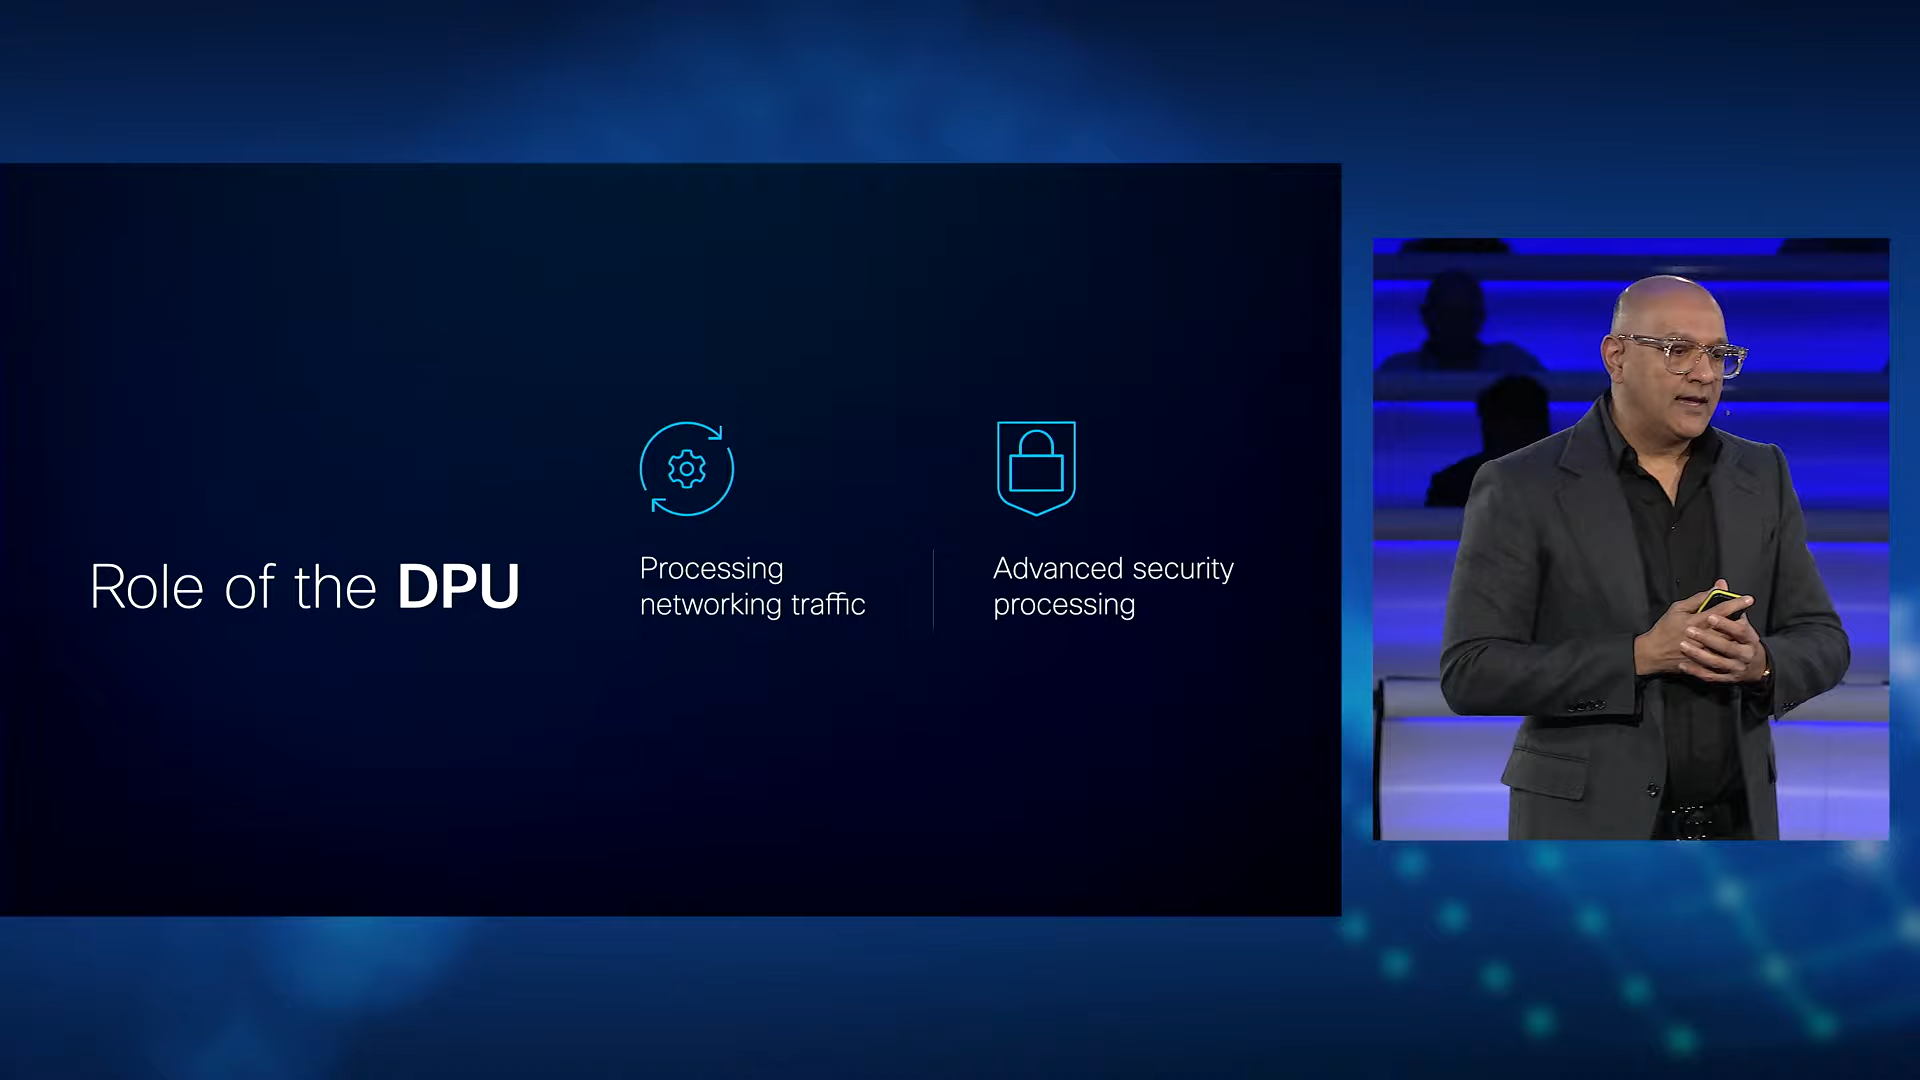 Role of the DPU
Processing
networking traffic
Advanced security
processing